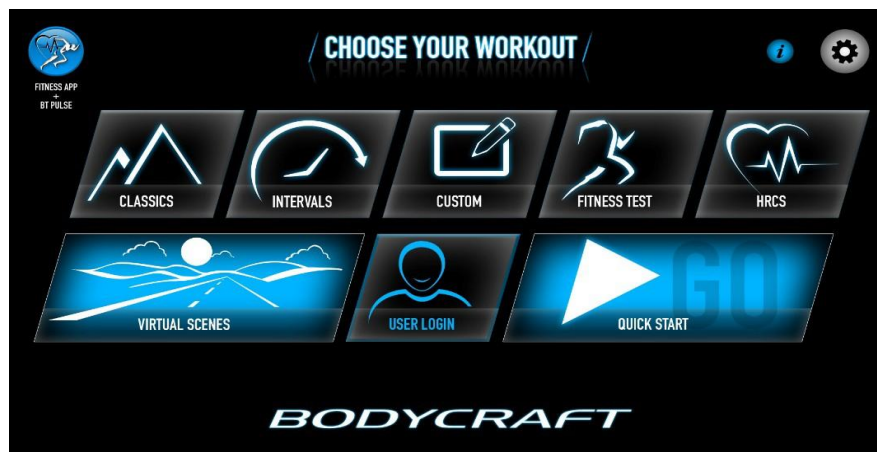 / CHOOSE YOUR WORKOUT /
i
FITNESS APP
+
BT PULSE
CLASSICS
INTERVALS
CUSTOM
FITNESS TEST
HRCS
VIRTUAL SCENES
USER LOGIN
GO
QUICK START
BODYCRAFT